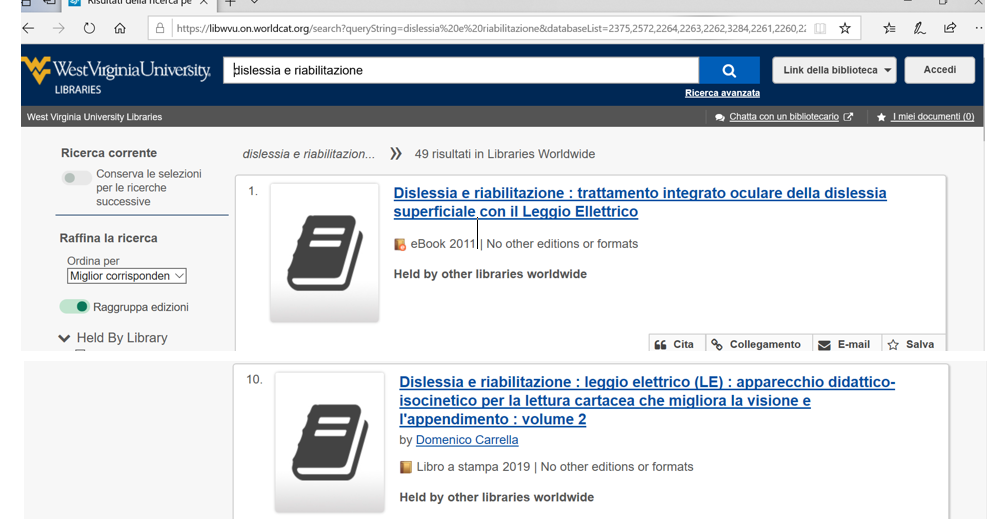 Risultati della ricerca pe
https://libwvu.on.worldcat.org/search?queryString=dislessia%20e%20riabilitazione&databaseList=2375,2572,2264,2263,2262,3284,2261,2260,2
WestVirginiaUniversity.
LIBRARIES
dislessia e riabilitazione
Link della biblioteca
Accedi
Ricerca avanzata
West Virginia University Libraries
Chatta con un bibliotecario
I miei documenti (0)
Ricerca corrente
Conserva le selezioni
per le ricerche
successive
Raffina la ricerca
Ordina per
Miglior corrisponden
Raggruppa edizioni
Held By Library
dislessia e riabilitazion... 49 risultati in Libraries Worldwide
1.
Dislessia e riabilitazione : trattamento integrato oculare della dislessia
superficiale con il Leggio Ellettrico
eBook 2011 | No other editions or formats
Held by other libraries worldwide
Cita
Collegamento
E-mail
Salva
10.
Dislessia e riabilitazione : leggio elettrico (LE) : apparecchio didattico-
isocinetico per la lettura cartacea che migliora la visione e
l'appendimento : volume 2
by Domenico Carrella
Libro a stampa 2019 | No other editions or formats
Held by other libraries worldwide